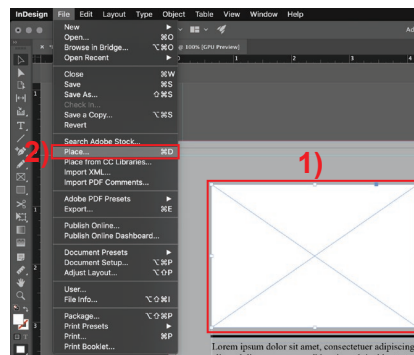 InDesign File Edit Layout Type Object Table View Window Help
New
Open... ⌘O
Browse in Bridge... ⌥⌘O
Open Recent
@ 100% [GPU Preview]
Close ⌘W
Save ⌘S
Save As... ⇧⌘S
Check In...
Save a Copy... ⌥⌘S
Revert
Search Adobe Stock...
2) Place... ⌘D
1)
Place from CC Libraries...
Import XML...
Import PDF Comments...
Adobe PDF Presets
Export... ⌘E
Publish Online...
Publish Online Dashboard...
Document Presets
Document Setup... ⌥⌘P
Adjust Layout... ⌥⇧P
User...
File Info... ⌥⇧⌘I
Package... ⌥⇧⌘P
Print Presets
Print... ⌘P
Print Booklet...
Lorem ipsum dolor sit amet, consectetuer adipiscing